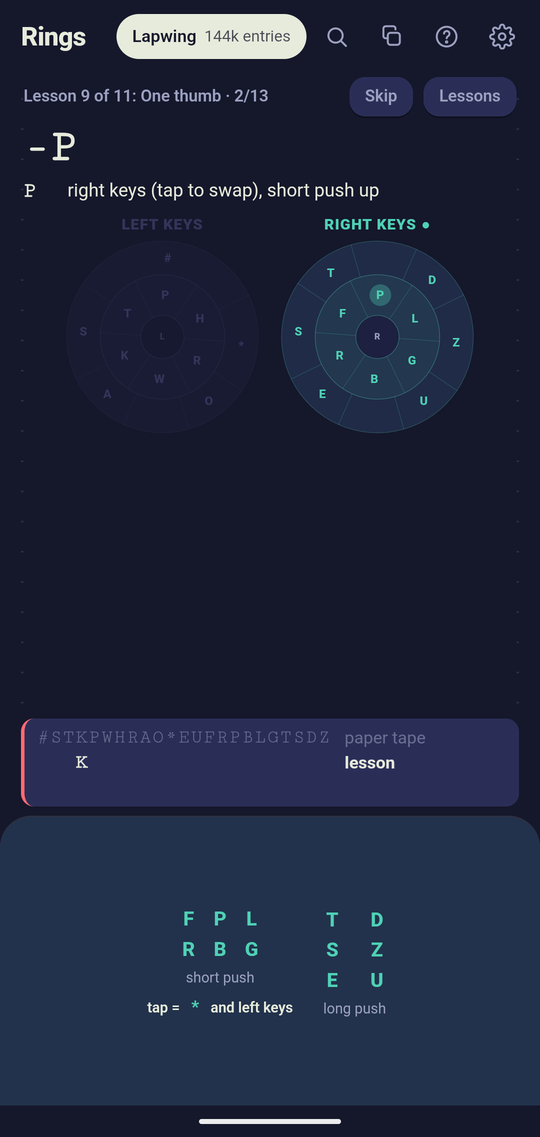 Rings
Lapwing 144k entries
Lesson 9 of 11: One thumb · 2/13
Skip
Lessons
-P
P right keys (tap to swap), short push up
LEFT KEYS
#
P
T
H
S
L
*
K
R
W
A
O
RIGHT KEYS
T
D
P
F
L
S
R
Z
R
G
B
E
U
#STKPWHRAO*EUFRPBLGTSDZ paper tape
K lesson
F P L
R B G
short push
tap = * and left keys
T D
S Z
E U
long push